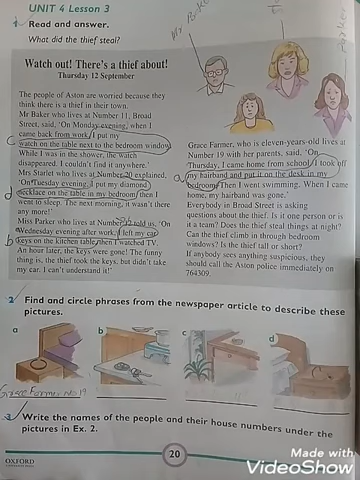 UNIT 4 Lesson 3
1 Read and answer.
What did the thief steal?
Mr Parker
Watch out! There's a thief about!
Thursday 12 September
The people of Aston are worried because they
think there is a thief in their town.
Mr Baker who lives at Number 11, Broad
Street, said, 'On Monday evening, when I
came back from work, I put my
watch on the table next to the bedroom window.
While I was in the shower, the watch
disappeared. I couldn't find it anywhere.'
Mrs Starlet who lives at Number 20 explained.
'On Tuesday evening, I put my diamond
necklace on the table in my bedroom then I
went to sleep. The next morning, it wasn't there
any more!'
Miss Parker who lives at Number told us, 'On
Wednesday evening after work, I left my car
keys on the kitchen table then I watched TV.
An hour later, the keys were gone! The funny
thing is, the thief took the keys, but didn't take
my car. I can't understand it!'
Grace Farmer, who is eleven-years old lives at
Number 19 with her parents, said, 'On
Thursday, I came home from school, I took off
my hairband and put it on the desk in my
bedroom. Then I went swimming. When I came
home, my hairband was gone.'
Everybody in Broad Street is asking
questions about the thief. Is it one person or is
it a team? Does the thief steal things at night?
Can the thief climb in through bedroom
windows? Is the thief tall or short?
If anybody sees anything suspicious, they
should call the Aston police immediately on
764309.
c
d
b
a
2 Find and circle phrases from the newspaper article to describe these
pictures.
a b c d
Grace Farmer No 19
3 Write the names of the people and their house numbers under the
pictures in Ex. 2.
OXFORD
20
Made with
VideoShow